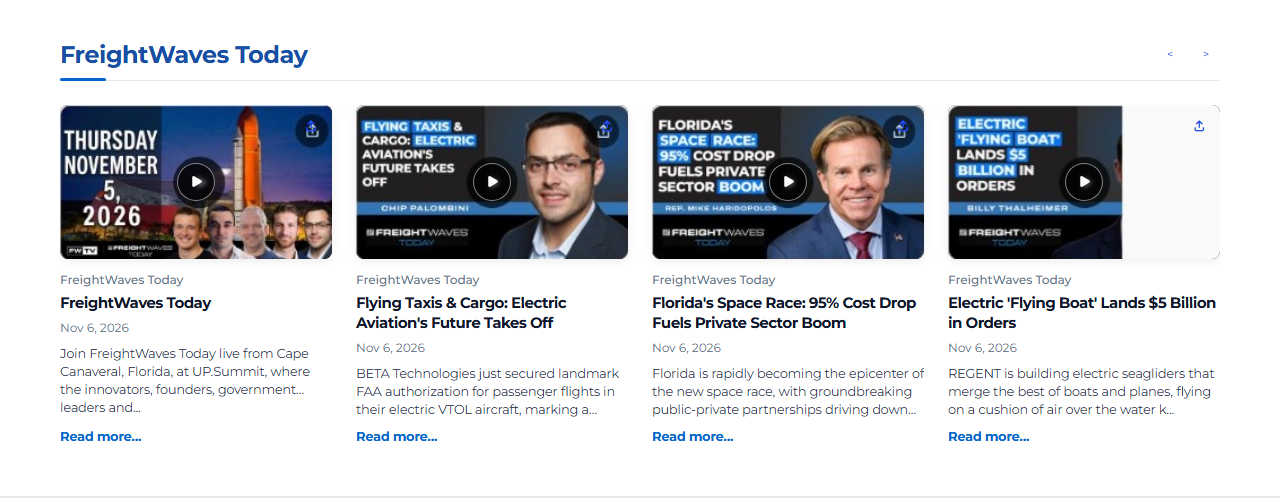 FreightWaves Today
< >
THURSDAY
NOVEMBER
5,
2026
FWTV
FREIGHTWAVES
TODAY
FreightWaves Today
FreightWaves Today
Nov 6, 2026
Join FreightWaves Today live from Cape
Canaveral, Florida, at UP.Summit, where
the innovators, founders, government...
leaders and...
Read more...
FLYING TAXIS &
CARGO: ELECTRIC
AVIATION'S
FUTURE TAKES
OFF
CHIP PALOMBINI
FREIGHTWAVES
TODAY
FreightWaves Today
Flying Taxis & Cargo: Electric
Aviation's Future Takes Off
Nov 6, 2026
BETA Technologies just secured landmark
FAA authorization for passenger flights in
their electric VTOL aircraft, marking a...
Read more...
FLORIDA'S
SPACE RACE:
95% COST DROP
FUELS PRIVATE
SECTOR BOOM
REP. MIKE HARIDOPOLOS
FREIGHTWAVES
TODAY
FreightWaves Today
Florida's Space Race: 95% Cost Drop
Fuels Private Sector Boom
Nov 6, 2026
Florida is rapidly becoming the epicenter of
the new space race, with groundbreaking
public-private partnerships driving down...
Read more...
ELECTRIC
'FLYING BOAT'
LANDS $5
BILLION IN
ORDERS
BILLY THALHEIMER
FREIGHTWAVES
TODAY
FreightWaves Today
Electric 'Flying Boat' Lands $5 Billion
in Orders
Nov 6, 2026
REGENT is building electric seagliders that
merge the best of boats and planes, flying
on a cushion of air over the water k...
Read more...